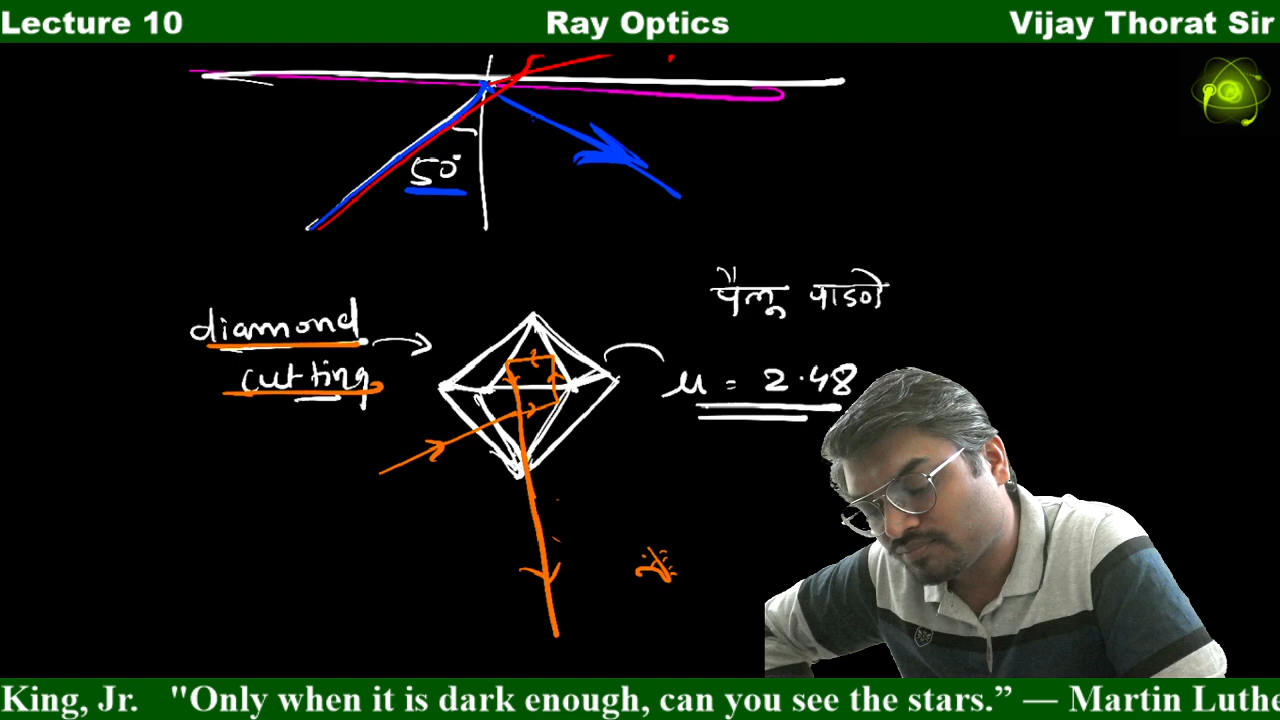 Lecture 10 Ray Optics Vijay Thorat Sir
50°
पैलू पाडणे
diamond
cutting
μ = 2.48
King, Jr. "Only when it is dark enough, can you see the stars.” — Martin Luthe